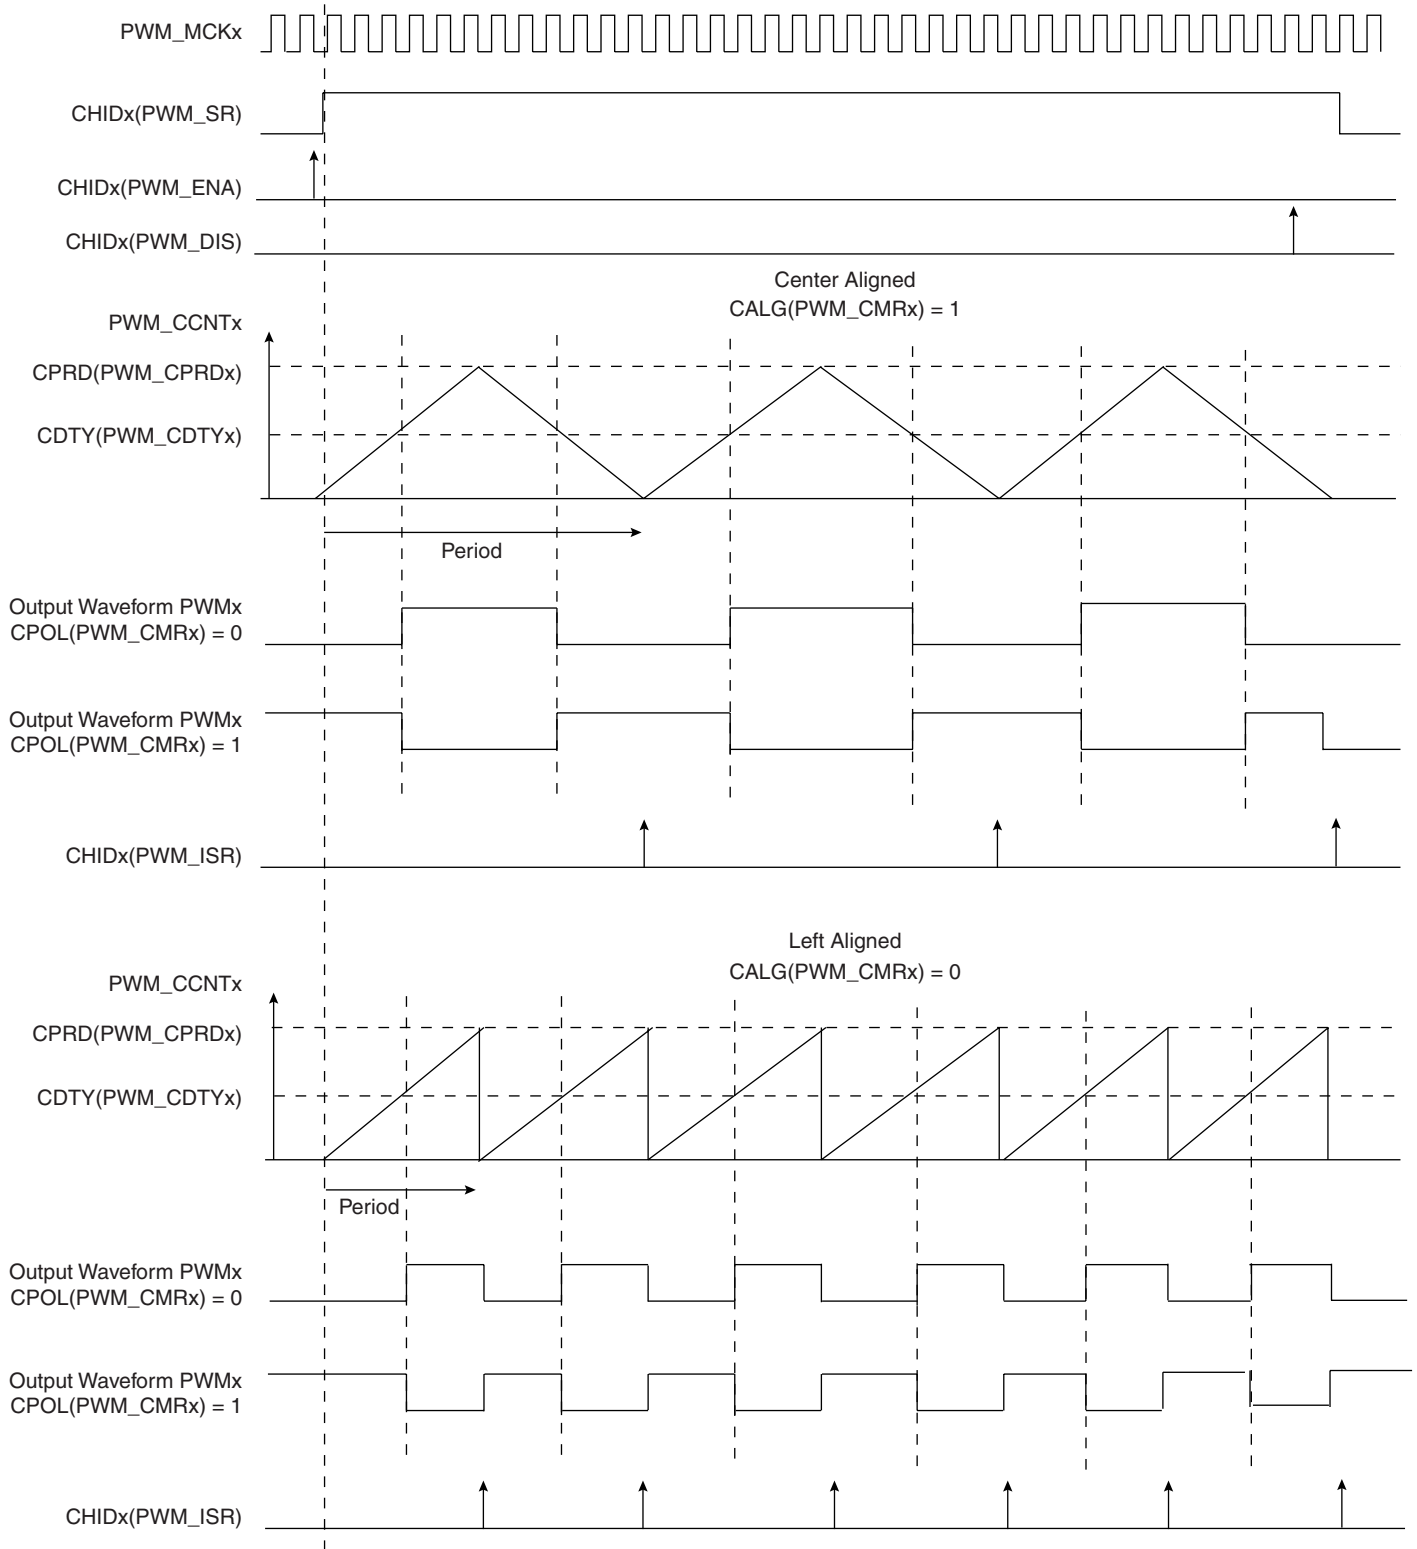 PWM_MCKx
CHIDx(PWM_SR)
CHIDx(PWM_ENA)
CHIDx(PWM_DIS)
Center Aligned
CALG(PWM_CMRx) = 1
PWM_CCNTx
CPRD(PWM_CPRDx)
CDTY(PWM_CDTYx)
Period
Output Waveform PWMx
CPOL(PWM_CMRx) = 0
Output Waveform PWMx
CPOL(PWM_CMRx) = 1
CHIDx(PWM_ISR)
Left Aligned
CALG(PWM_CMRx) = 0
PWM_CCNTx
CPRD(PWM_CPRDx)
CDTY(PWM_CDTYx)
Period
Output Waveform PWMx
CPOL(PWM_CMRx) = 0
Output Waveform PWMx
CPOL(PWM_CMRx) = 1
CHIDx(PWM_ISR)